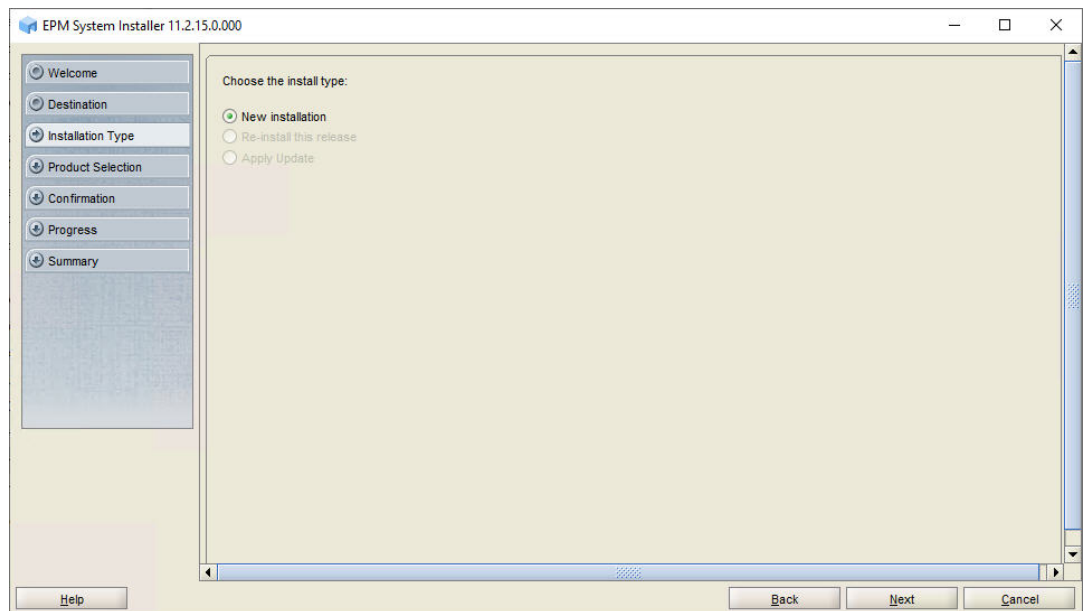 EPM System Installer 11.2.15.0.000
Welcome
Destination
Installation Type
Product Selection
Confirmation
Progress
Summary
Choose the install type:
New installation
Re-install this release
Apply Update
Help
Back
Next
Cancel